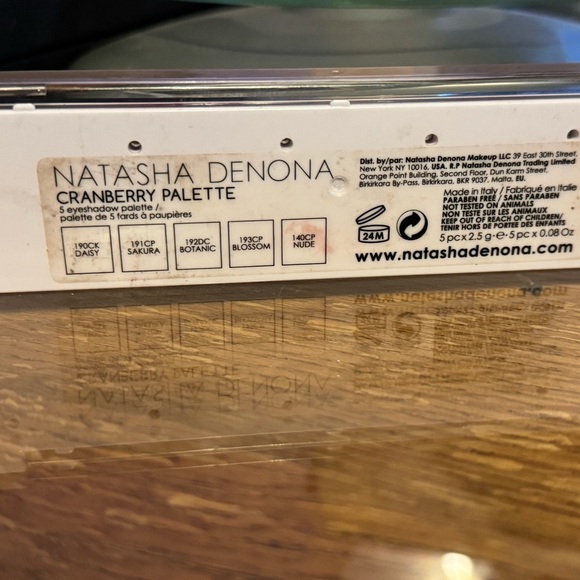 NATASHA DENONA
CRANBERRY PALETTE
5 eyeshadow palette /
palette de 5 fards à paupières
190CK
DAISY
191CP
SAKURA
192DC
BOTANIC
193CP
BLOSSOM
140CP
NUDE
Dist. by/par: Natasha Denona Makeup LLC 39 East 30th Street,
New York NY 10016, USA. R.P Natasha Denona Trading Limited
Orange Point Building, Second Floor, Dun Karm Street,
Birkirkara By-Pass, Birkirkara, BKR 9037, Malta, EU.
Made in Italy / Fabriqué en Italie
PARABEN FREE / SANS PARABEN
NOT TESTED ON ANIMALS
NON TESTE SUR LES ANIMAUX
KEEP OUT OF REACH OF CHILDREN/
TENIR HORS DE PORTEE DES ENFANTS
24M
5 pc x 2.5 g ℮ 5 pc x 0.08 Oz
www.natashadenona.com